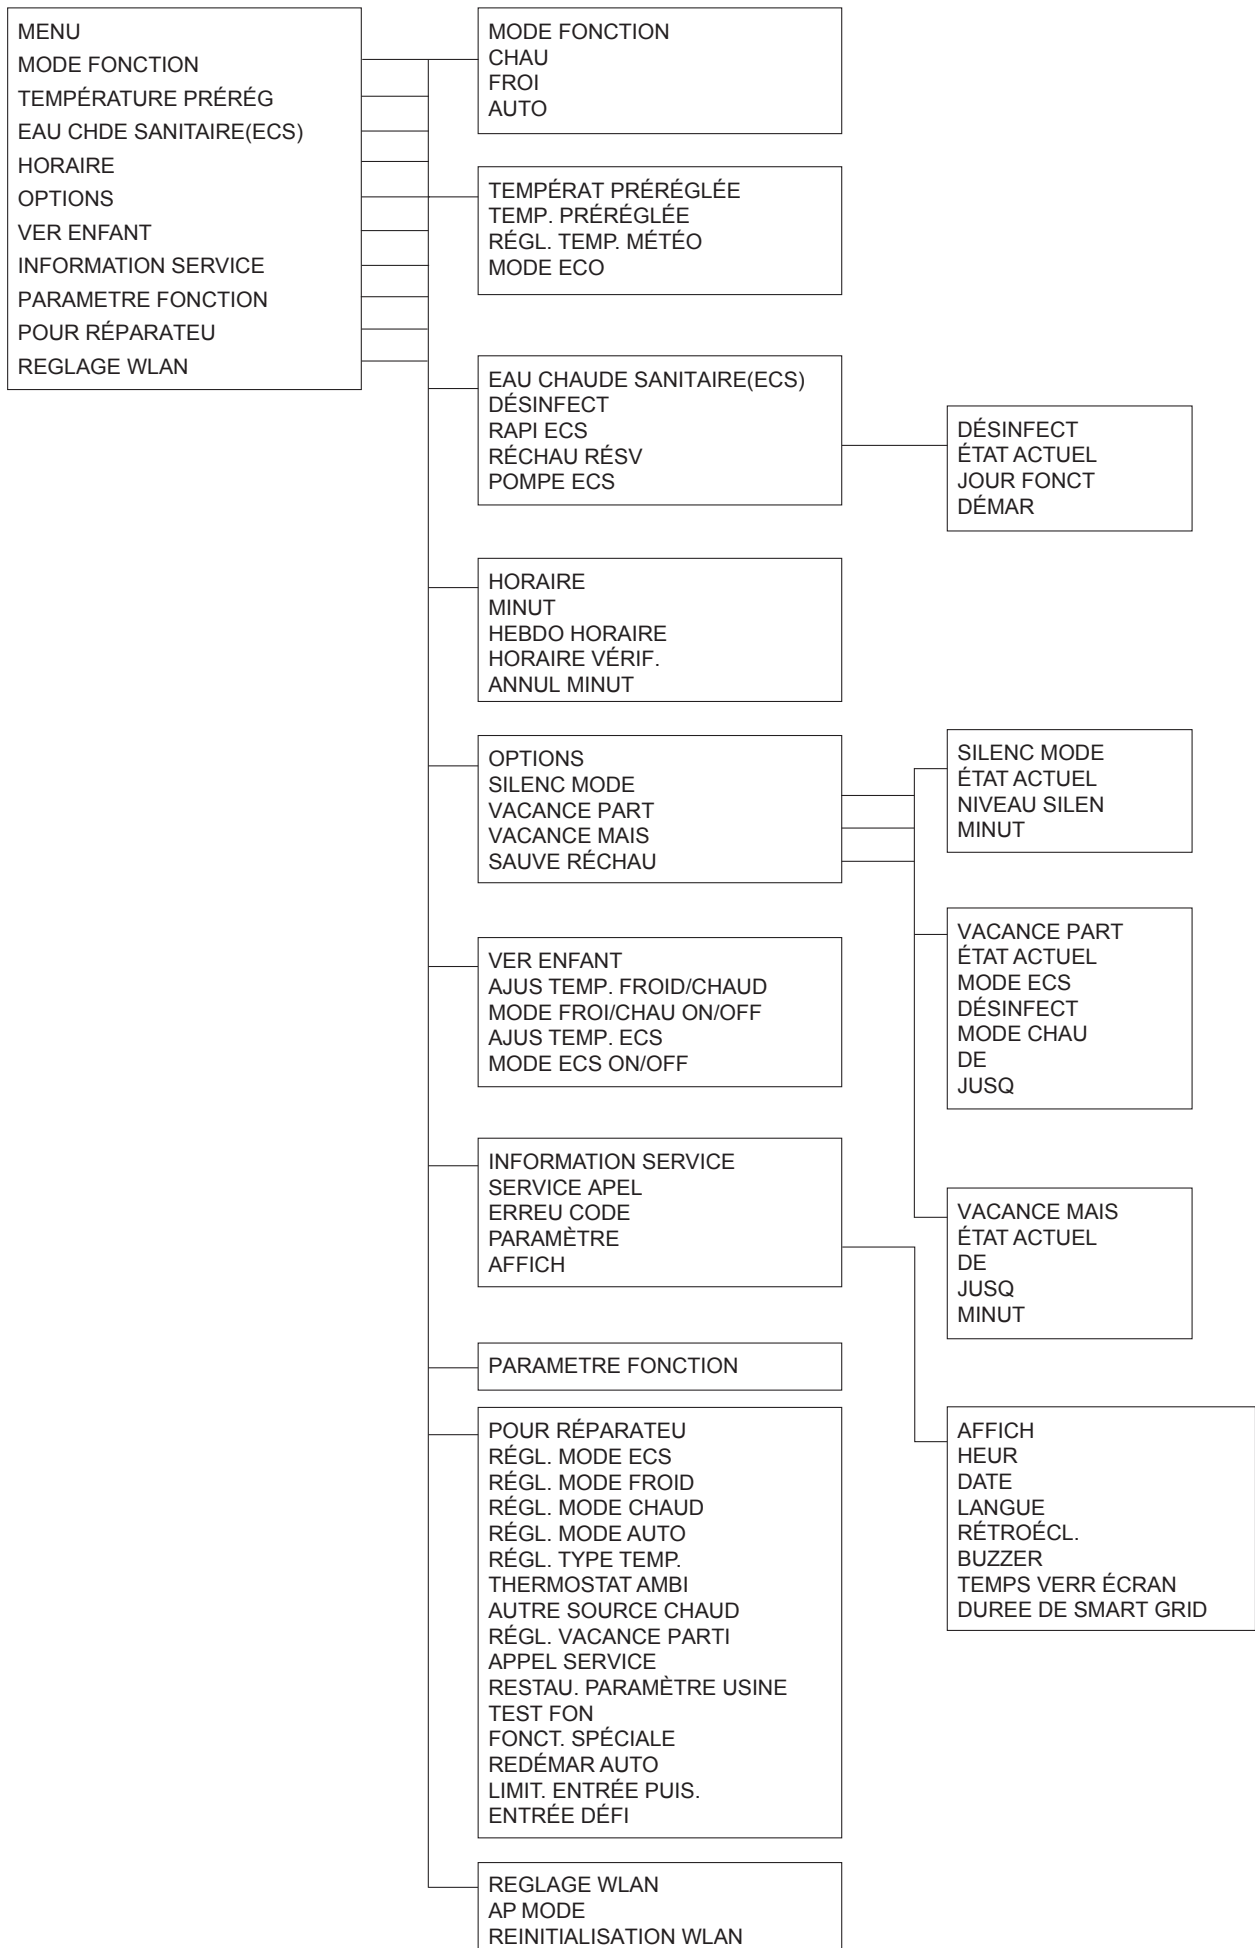 MENU
MODE FONCTION
TEMPÉRATURE PRÉRÉG
EAU CHDE SANITAIRE(ECS)
HORAIRE
OPTIONS
VER ENFANT
INFORMATION SERVICE
PARAMETRE FONCTION
POUR RÉPARATEU
REGLAGE WLAN
MODE FONCTION
CHAU
FROI
AUTO
TEMPÉRAT PRÉRÉGLÉE
TEMP. PRÉRÉGLÉE
RÉGL. TEMP. MÉTÉO
MODE ECO
EAU CHAUDE SANITAIRE(ECS)
DÉSINFECT
RAPI ECS
RÉCHAU RÉSV
POMPE ECS
DÉSINFECT
ÉTAT ACTUEL
JOUR FONCT
DÉMAR
HORAIRE
MINUT
HEBDO HORAIRE
HORAIRE VÉRIF.
ANNUL MINUT
OPTIONS
SILENC MODE
VACANCE PART
VACANCE MAIS
SAUVE RÉCHAU
SILENC MODE
ÉTAT ACTUEL
NIVEAU SILEN
MINUT
VACANCE PART
ÉTAT ACTUEL
MODE ECS
DÉSINFECT
MODE CHAU
DE
JUSQ
VACANCE MAIS
ÉTAT ACTUEL
DE
JUSQ
MINUT
VER ENFANT
AJUS TEMP. FROID/CHAUD
MODE FROI/CHAU ON/OFF
AJUS TEMP. ECS
MODE ECS ON/OFF
INFORMATION SERVICE
SERVICE APEL
ERREU CODE
PARAMÈTRE
AFFICH
AFFICH
HEUR
DATE
LANGUE
RÉTROÉCL.
BUZZER
TEMPS VERR ÉCRAN
DUREE DE SMART GRID
PARAMETRE FONCTION
POUR RÉPARATEU
RÉGL. MODE ECS
RÉGL. MODE FROID
RÉGL. MODE CHAUD
RÉGL. MODE AUTO
RÉGL. TYPE TEMP.
THERMOSTAT AMBI
AUTRE SOURCE CHAUD
RÉGL. VACANCE PARTI
APPEL SERVICE
RESTAU. PARAMÈTRE USINE
TEST FON
FONCT. SPÉCIALE
REDÉMAR AUTO
LIMIT. ENTRÉE PUIS.
ENTRÉE DÉFI
REGLAGE WLAN
AP MODE
REINITIALISATION WLAN